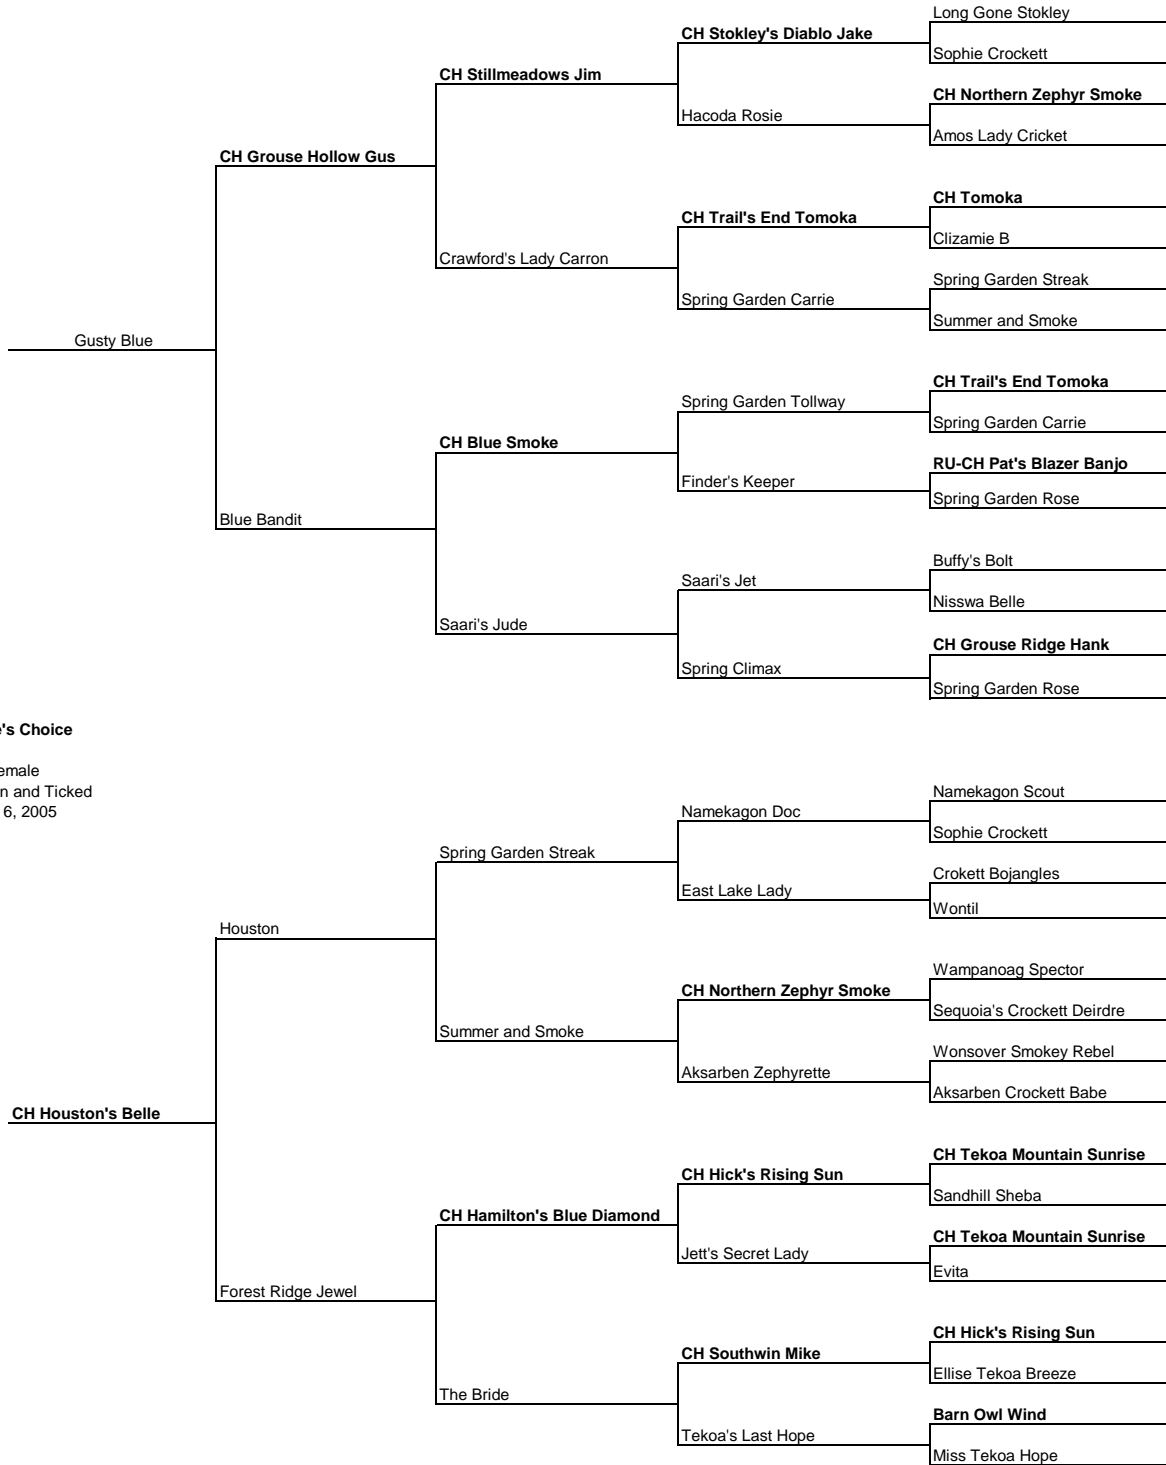 Long Gone Stokley
CH Stokley's Diablo Jake
Sophie Crockett
CH Stillmeadows Jim
CH Northern Zephyr Smoke
Hacoda Rosie
Amos Lady Cricket
CH Grouse Hollow Gus
CH Tomoka
CH Trail's End Tomoka
Clizamie B
Crawford's Lady Carron
Spring Garden Streak
Spring Garden Carrie
Summer and Smoke
Gusty Blue
CH Trail's End Tomoka
Spring Garden Tollway
Spring Garden Carrie
CH Blue Smoke
RU-CH Pat's Blazer Banjo
Finder's Keeper
Spring Garden Rose
Blue Bandit
Buffy's Bolt
Saari's Jet
Nisswa Belle
Saari's Jude
CH Grouse Ridge Hank
Spring Climax
Spring Garden Rose
's Choice
emale
n and Ticked
6, 2005
Namekagon Scout
Namekagon Doc
Sophie Crockett
Spring Garden Streak
Crokett Bojangles
East Lake Lady
Wontil
Houston
Wampanoag Spector
CH Northern Zephyr Smoke
Sequoia's Crockett Deirdre
Summer and Smoke
Wonsover Smokey Rebel
Aksarben Zephyrette
Aksarben Crockett Babe
CH Houston's Belle
CH Tekoa Mountain Sunrise
CH Hick's Rising Sun
Sandhill Sheba
CH Hamilton's Blue Diamond
CH Tekoa Mountain Sunrise
Jett's Secret Lady
Evita
Forest Ridge Jewel
CH Hick's Rising Sun
CH Southwin Mike
Ellise Tekoa Breeze
The Bride
Barn Owl Wind
Tekoa's Last Hope
Miss Tekoa Hope